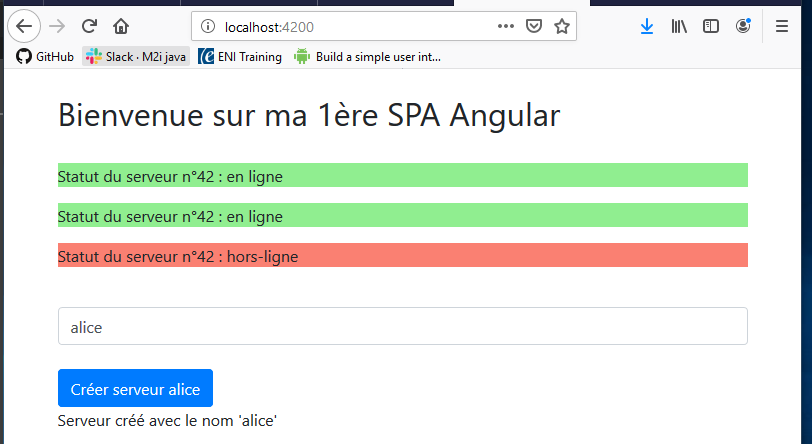 localhost:4200
GitHub
Slack · M2i java
ENI Training
Build a simple user int...
Bienvenue sur ma 1ère SPA Angular
Statut du serveur n°42 : en ligne
Statut du serveur n°42 : en ligne
Statut du serveur n°42 : hors-ligne
alice
Créer serveur alice
Serveur créé avec le nom 'alice'